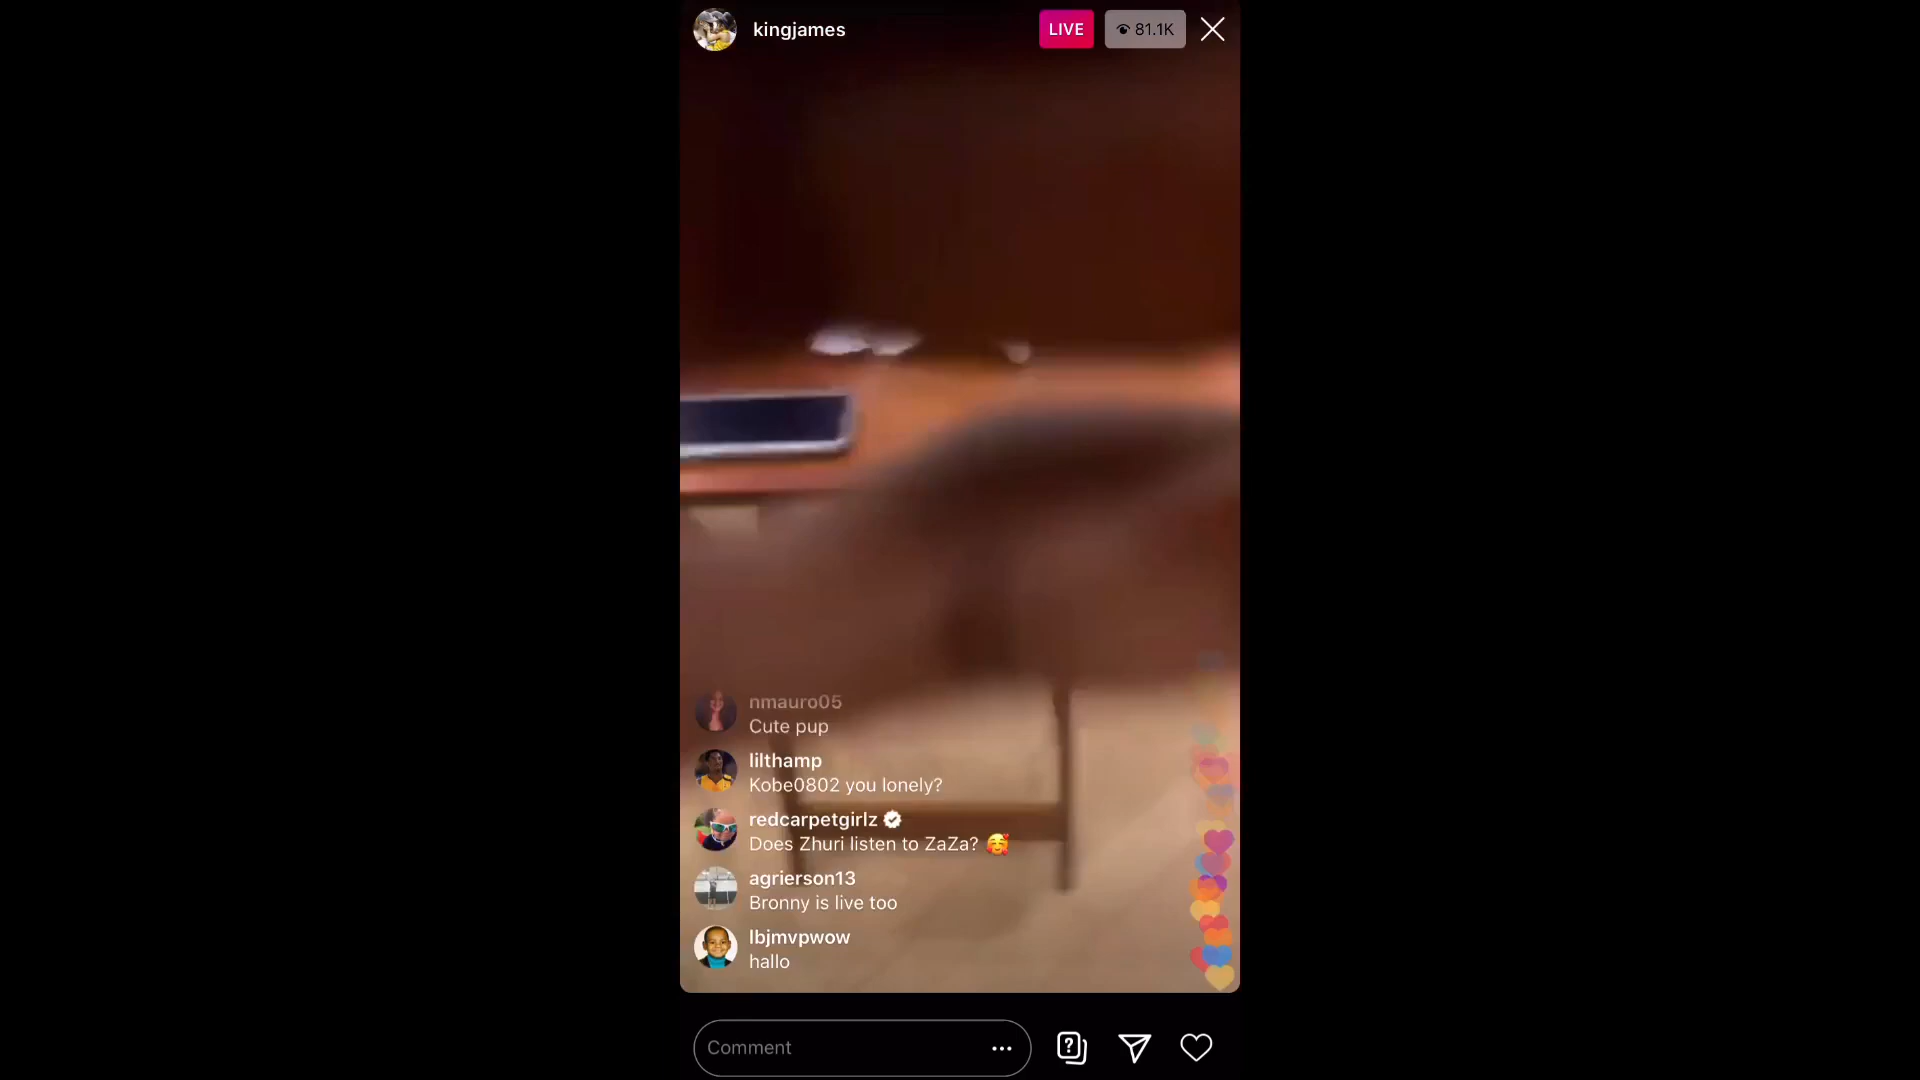 kingjames
LIVE
81.1K
nmauro05
Cute pup
lilthamp
Kobe0802 you lonely?
redcarpetgirlz
Does Zhuri listen to ZaZa? 🥰
agrierson13
Bronny is live too
lbjmvpwow
hallo
Comment